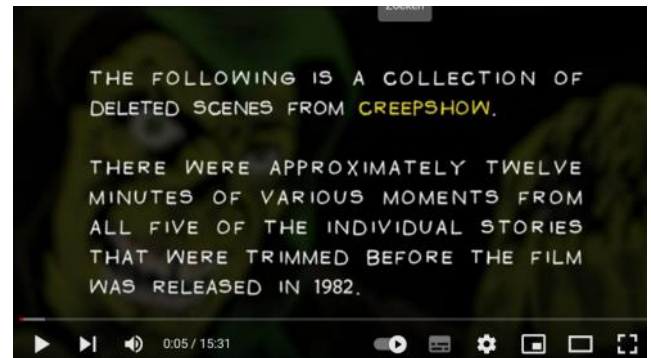 Zoeken
THE FOLLOWING IS A COLLECTION OF
DELETED SCENES FROM CREEPSHOW.
THERE WERE APPROXIMATELY TWELVE
MINUTES OF VARIOUS MOMENTS FROM
ALL FIVE OF THE INDIVIDUAL STORIES
THAT WERE TRIMMED BEFORE THE FILM
WAS RELEASED IN 1982.
0:05 / 15:31